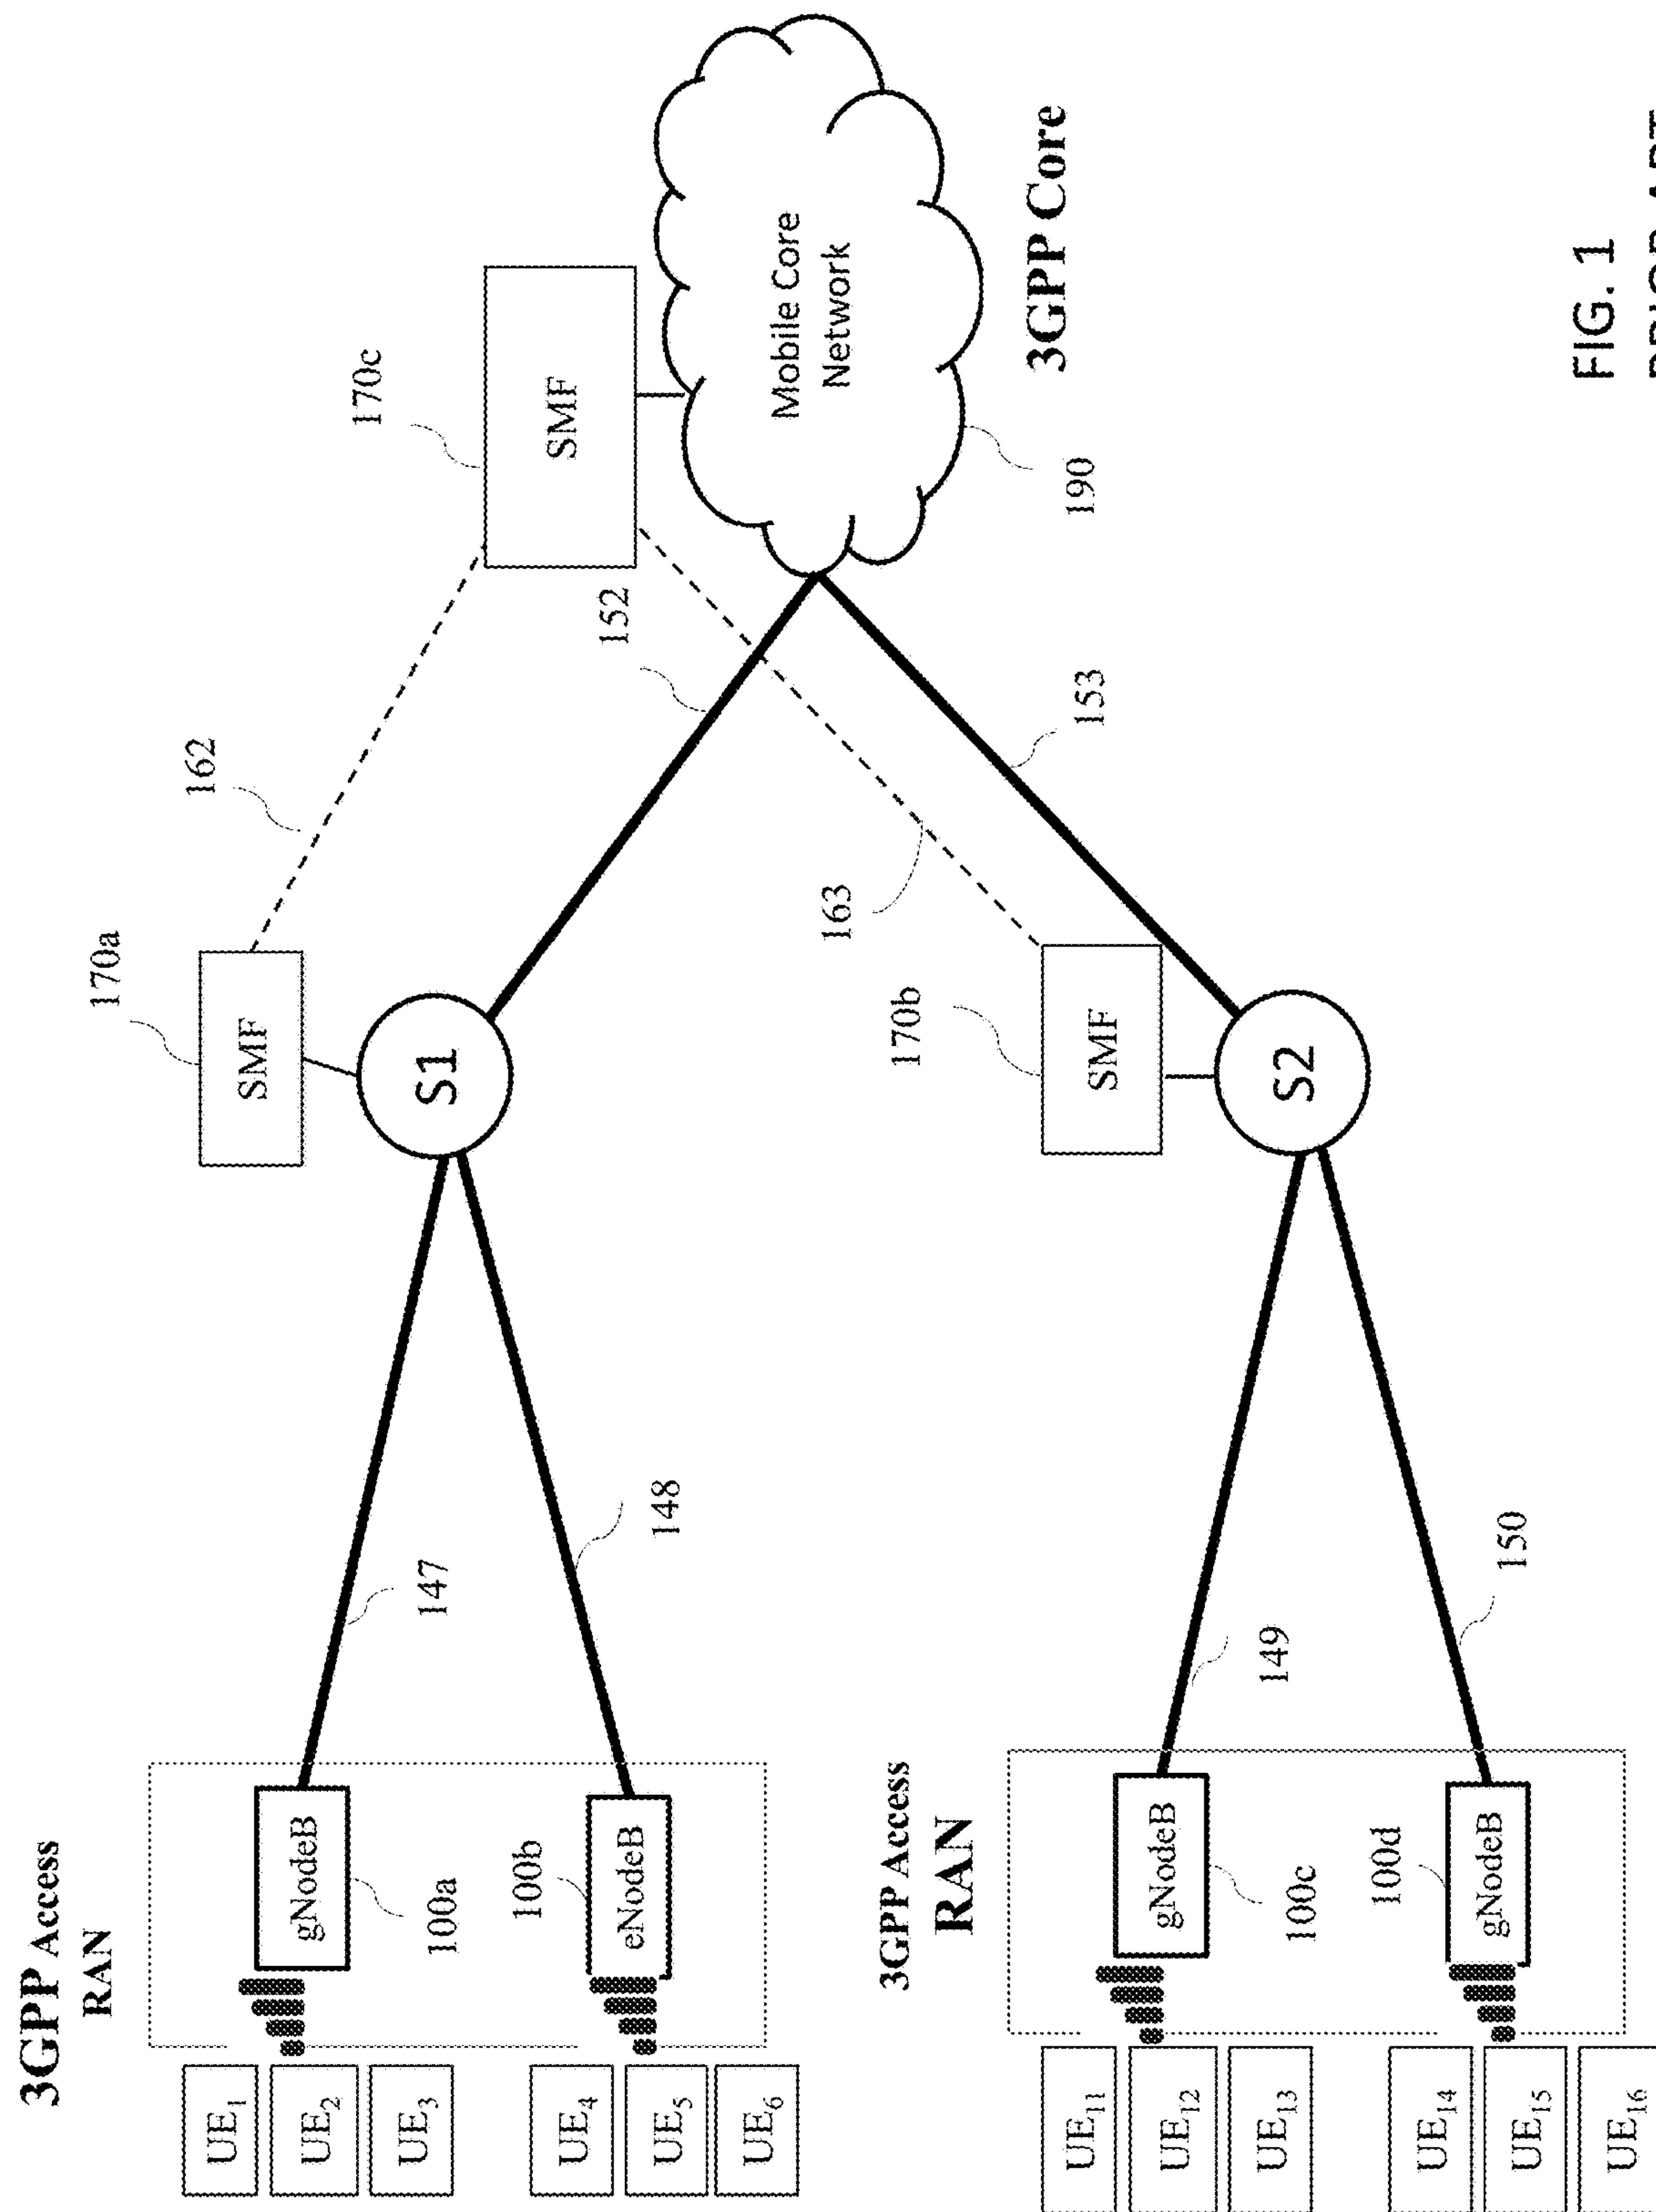 3GPP Access
RAN
UE1
UE2
UE3
UE4
UE5
UE6
gNodeB
100a
100b
eNodeB
147
148
170a
SMF
S1
162
152
170c
SMF
Mobile Core
Network
190
3GPP Core
3GPP Access
RAN
UE11
UE12
UE13
UE14
UE15
UE16
gNodeB
100c
100d
gNodeB
149
150
170b
SMF
S2
163
153
FIG. 1
PRIOR ART